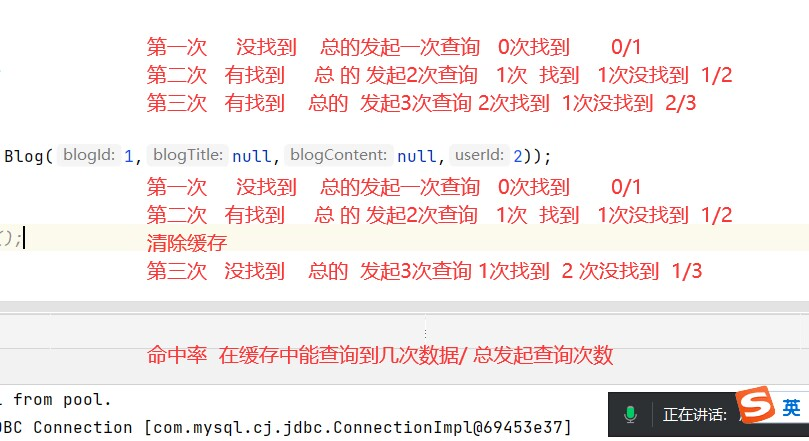 第一次 没找到 总的发起一次查询 0次找到 0/1
第二次 有找到 总 的 发起2次查询 1次 找到 1次没找到 1/2
第三次 有找到 总的 发起3次查询 2次找到 1次没找到 2/3
Blog( blogId: 1, blogTitle: null, blogContent: null, userId: 2));
第一次 没找到 总的发起一次查询 0次找到 0/1
第二次 有找到 总 的 发起2次查询 1次 找到 1次没找到 1/2
();
清除缓存
第三次 没找到 总的 发起3次查询 1次找到 2 次没找到 1/3
命中率 在缓存中能查询到几次数据/ 总发起查询次数
from pool.
DBC Connection [com.mysql.cj.jdbc.ConnectionImpl@69453e37]
正在讲话:
S 英